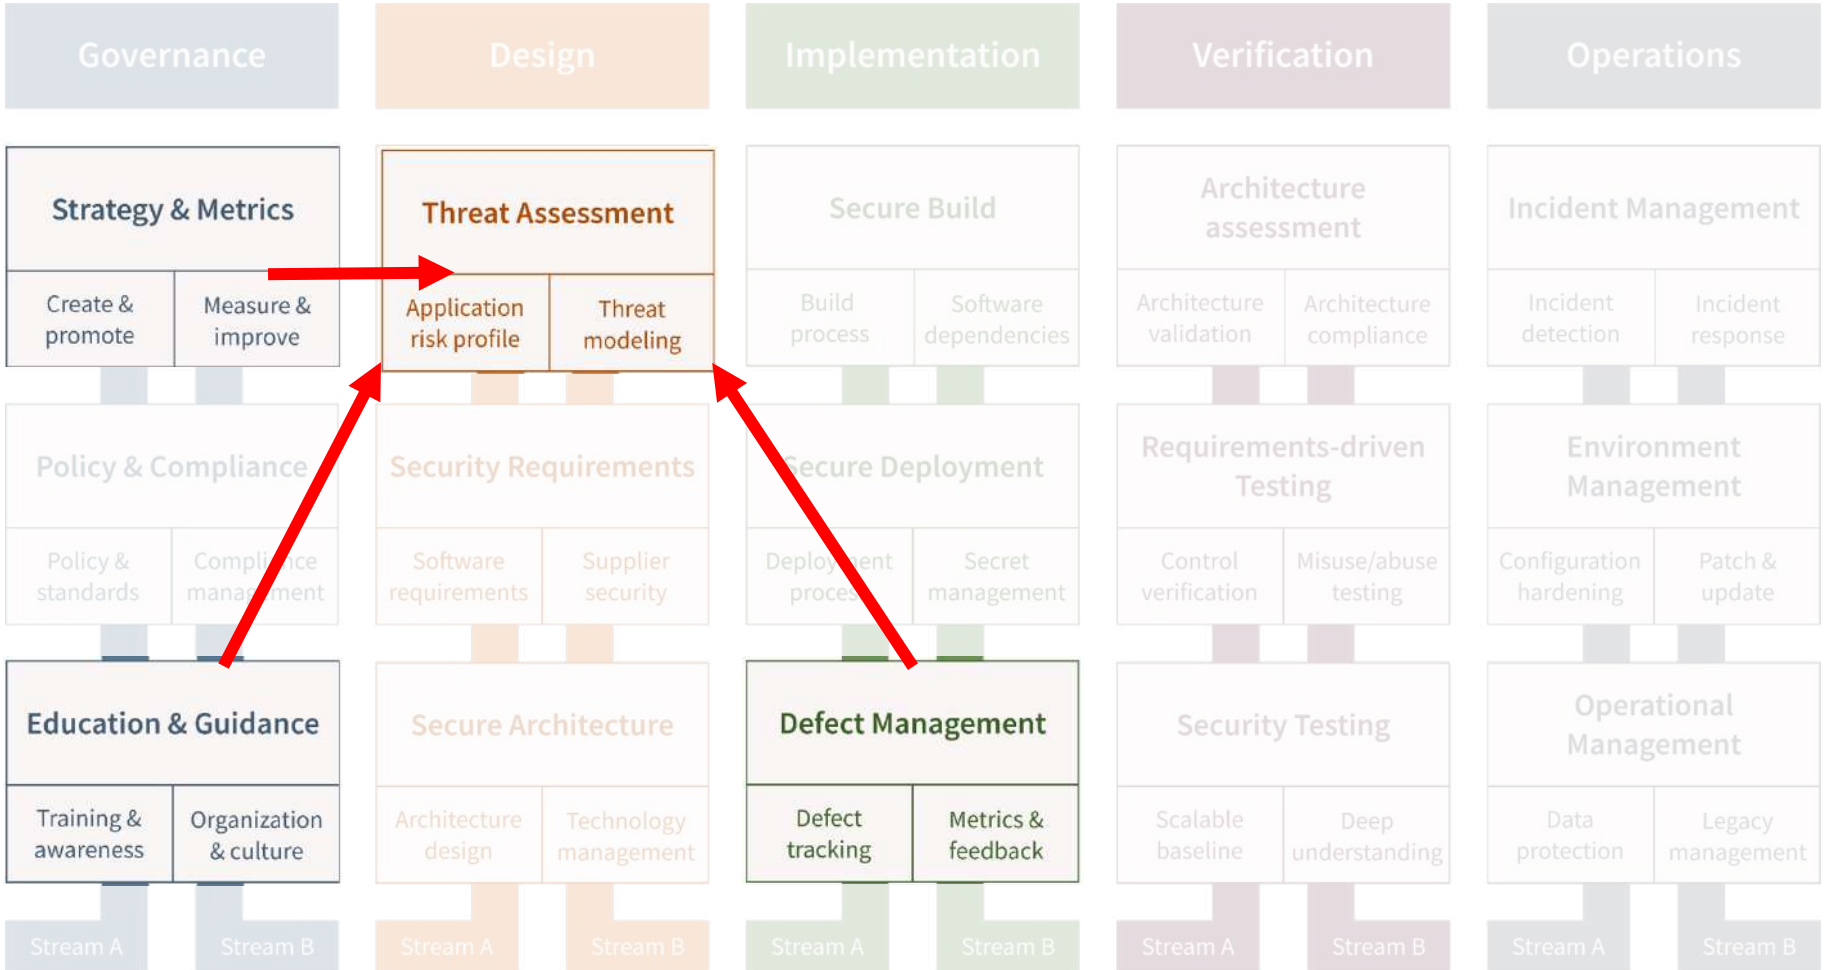 Governance
Design
Implementation
Verification
Operations
Strategy & Metrics
Create &
promote
Measure &
improve
Threat Assessment
Application
risk profile
Threat
modeling
Secure Build
Build
process
Software
dependencies
Architecture
assessment
Architecture
validation
Architecture
compliance
Incident Management
Incident
detection
Incident
response
Policy & Compliance
Policy &
standards
Compliance
management
Security Requirements
Software
requirements
Supplier
security
Secure Deployment
Deployment
process
Secret
management
Requirements-driven
Testing
Control
verification
Misuse/abuse
testing
Environment
Management
Configuration
hardening
Patch &
update
Education & Guidance
Training &
awareness
Organization
& culture
Secure Architecture
Architecture
design
Technology
management
Defect Management
Defect
tracking
Metrics &
feedback
Security Testing
Scalable
baseline
Deep
understanding
Operational
Management
Data
protection
Legacy
management
Stream A
Stream B
Stream A
Stream B
Stream A
Stream B
Stream A
Stream B
Stream A
Stream B